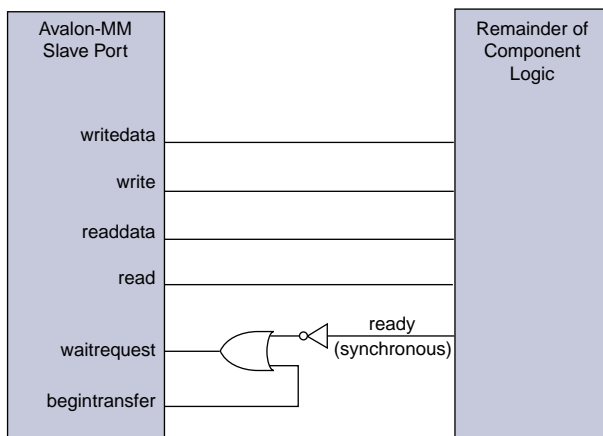 Avalon-MM
Slave Port
Remainder of
Component
Logic
writedata
write
readdata
read
ready
(synchronous)
waitrequest
begintransfer